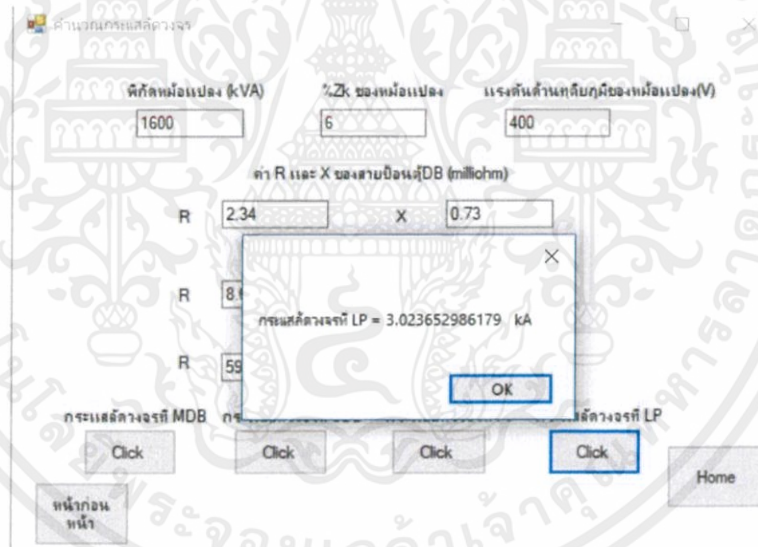 คำนวณกระแสลัดวงจร
พิกัดหม้อแปลง (kVA) %Zk ของหม้อแปลง แรงดันด้านทุติยภูมิของหม้อแปลง(V)
1600 6 400
ค่า R และ X ของสายป้อนตู้DB (milliohm)
R 2.34 X 0.73
R 8.
กระแสลัดวงจรที่ LP = 3.023652986179 kA
R 59
OK
กระแสลัดวงจรที่ MDB ลัดวงจรที่ LP
Click Click Click Click
Home
หน้าก่อน
หน้า